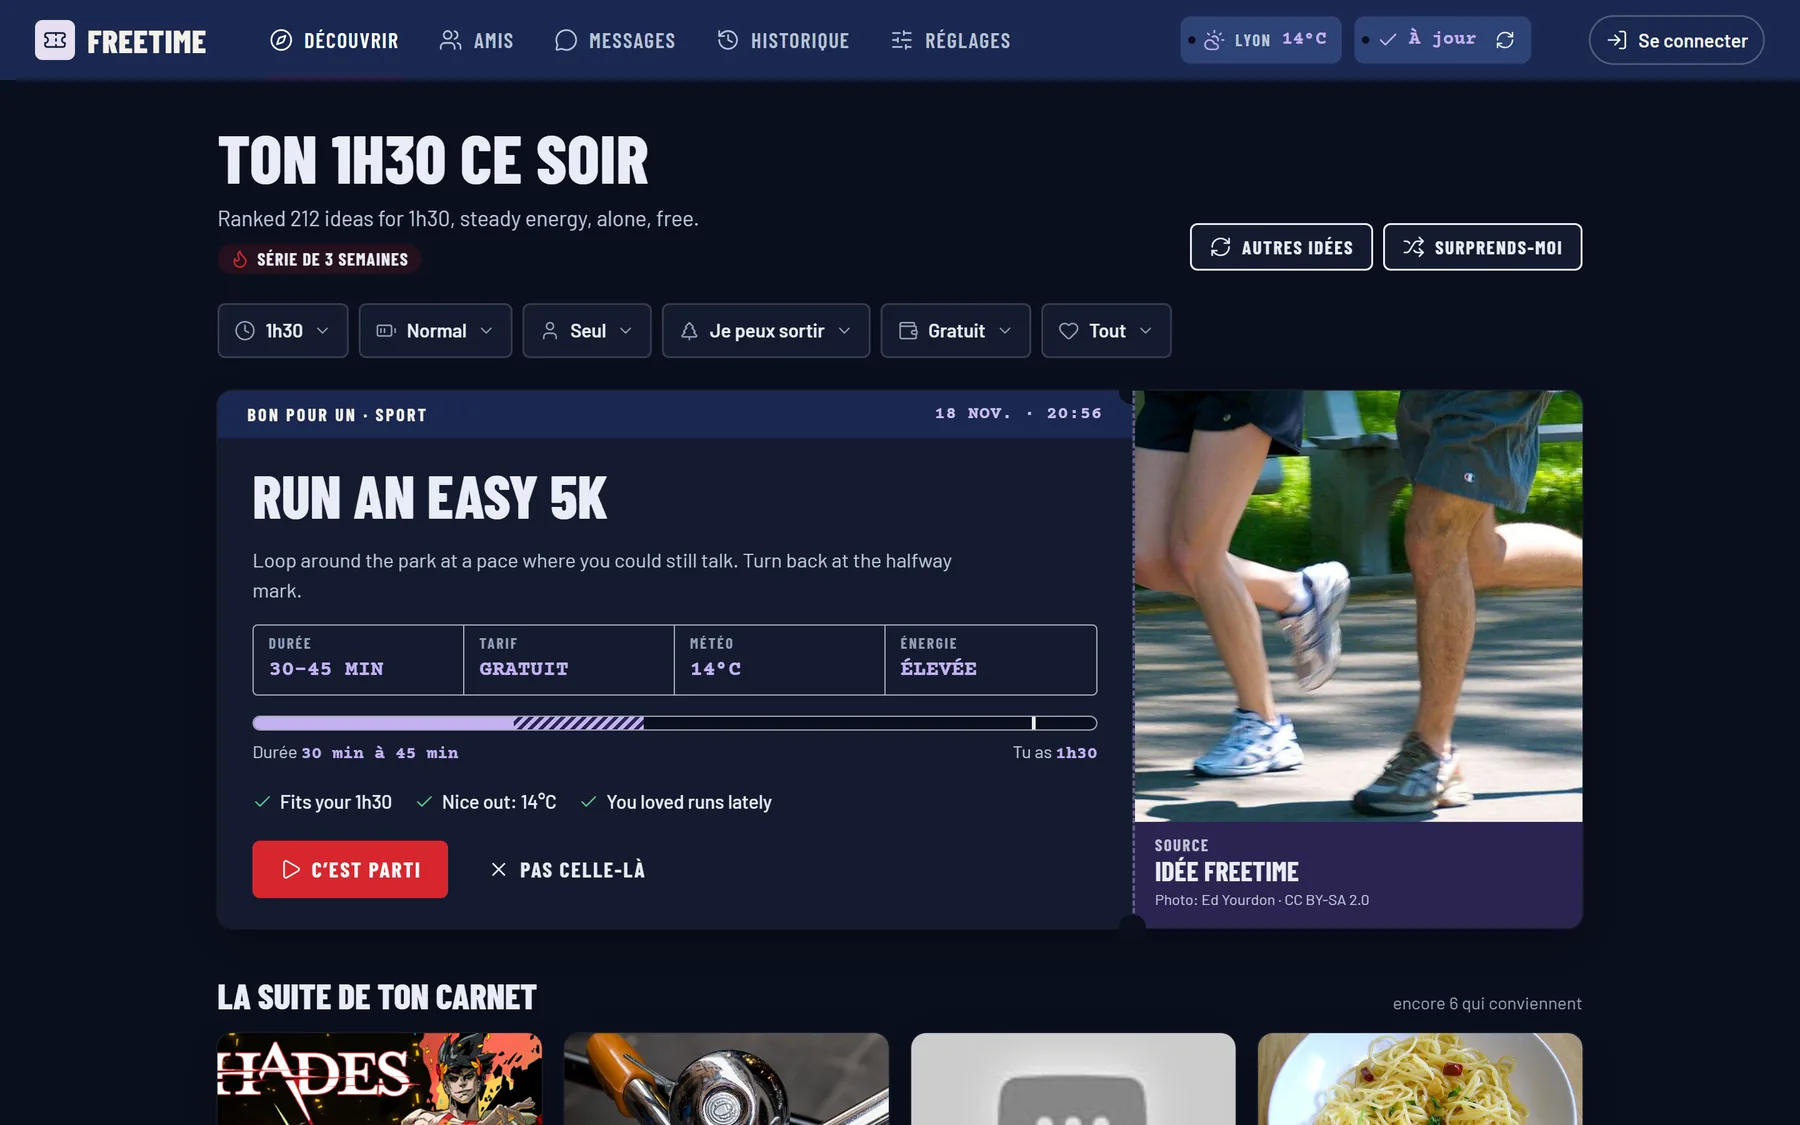 FREETIME
DÉCOUVRIR
AMIS
MESSAGES
HISTORIQUE
RÉGLAGES
LYON 14°C
À jour
Se connecter
TON 1H30 CE SOIR
Ranked 212 ideas for 1h30, steady energy, alone, free.
SÉRIE DE 3 SEMAINES
AUTRES IDÉES
SURPRENDS-MOI
1h30
Normal
Seul
Je peux sortir
Gratuit
Tout
BON POUR UN · SPORT
18 NOV. · 20:56
RUN AN EASY 5K
Loop around the park at a pace where you could still talk. Turn back at the halfway
mark.
DURÉE
30–45 MIN
TARIF
GRATUIT
MÉTÉO
14°C
ÉNERGIE
ÉLEVÉE
Durée 30 min à 45 min
Tu as 1h30
Fits your 1h30
Nice out: 14°C
You loved runs lately
C’EST PARTI
PAS CELLE-LÀ
SOURCE
IDÉE FREETIME
Photo: Ed Yourdon · CC BY-SA 2.0
LA SUITE DE TON CARNET
encore 6 qui conviennent
HADES